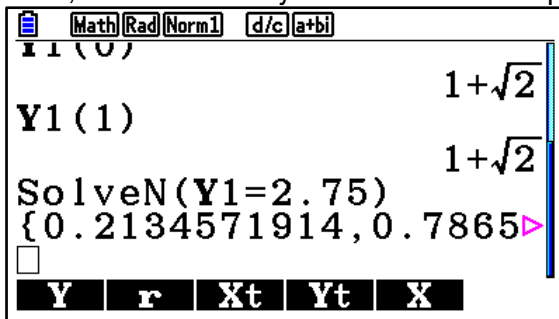 Math Rad Norm1 d/c a+bi
Y1(0)
1+√2
Y1(1)
1+√2
SolveN(Y1=2.75)
{0.2134571914,0.7865▷
Y r Xt Yt X